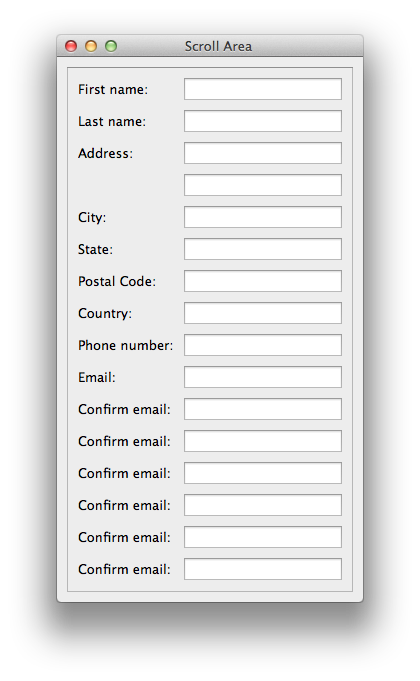 Scroll Area
First name:
Last name:
Address:
City:
State:
Postal Code:
Country:
Phone number:
Email:
Confirm email:
Confirm email:
Confirm email:
Confirm email:
Confirm email:
Confirm email: